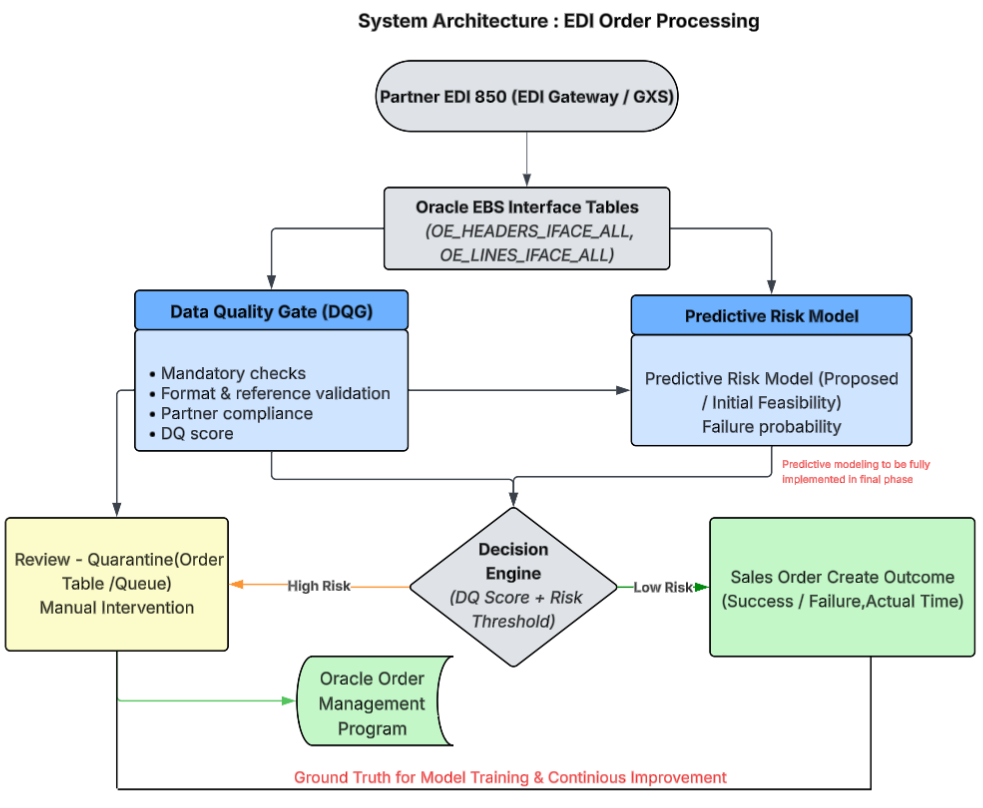 System Architecture : EDI Order Processing
Partner EDI 850 (EDI Gateway / GXS)
Oracle EBS Interface Tables
(OE_HEADERS_IFACE_ALL,
OE_LINES_IFACE_ALL)
Data Quality Gate (DQG)
• Mandatory checks
• Format & reference validation
• Partner compliance
• DQ score
Predictive Risk Model
Predictive Risk Model (Proposed
/ Initial Feasibility)
Failure probability
Predictive modeling to be fully
implemented in final phase
Review - Quarantine(Order
Table /Queue)
Manual Intervention
High Risk
Decision
Engine
(DQ Score + Risk
Threshold)
Low Risk
Sales Order Create Outcome
(Success / Failure,Actual Time)
Oracle Order
Management
Program
Ground Truth for Model Training & Continious Improvement